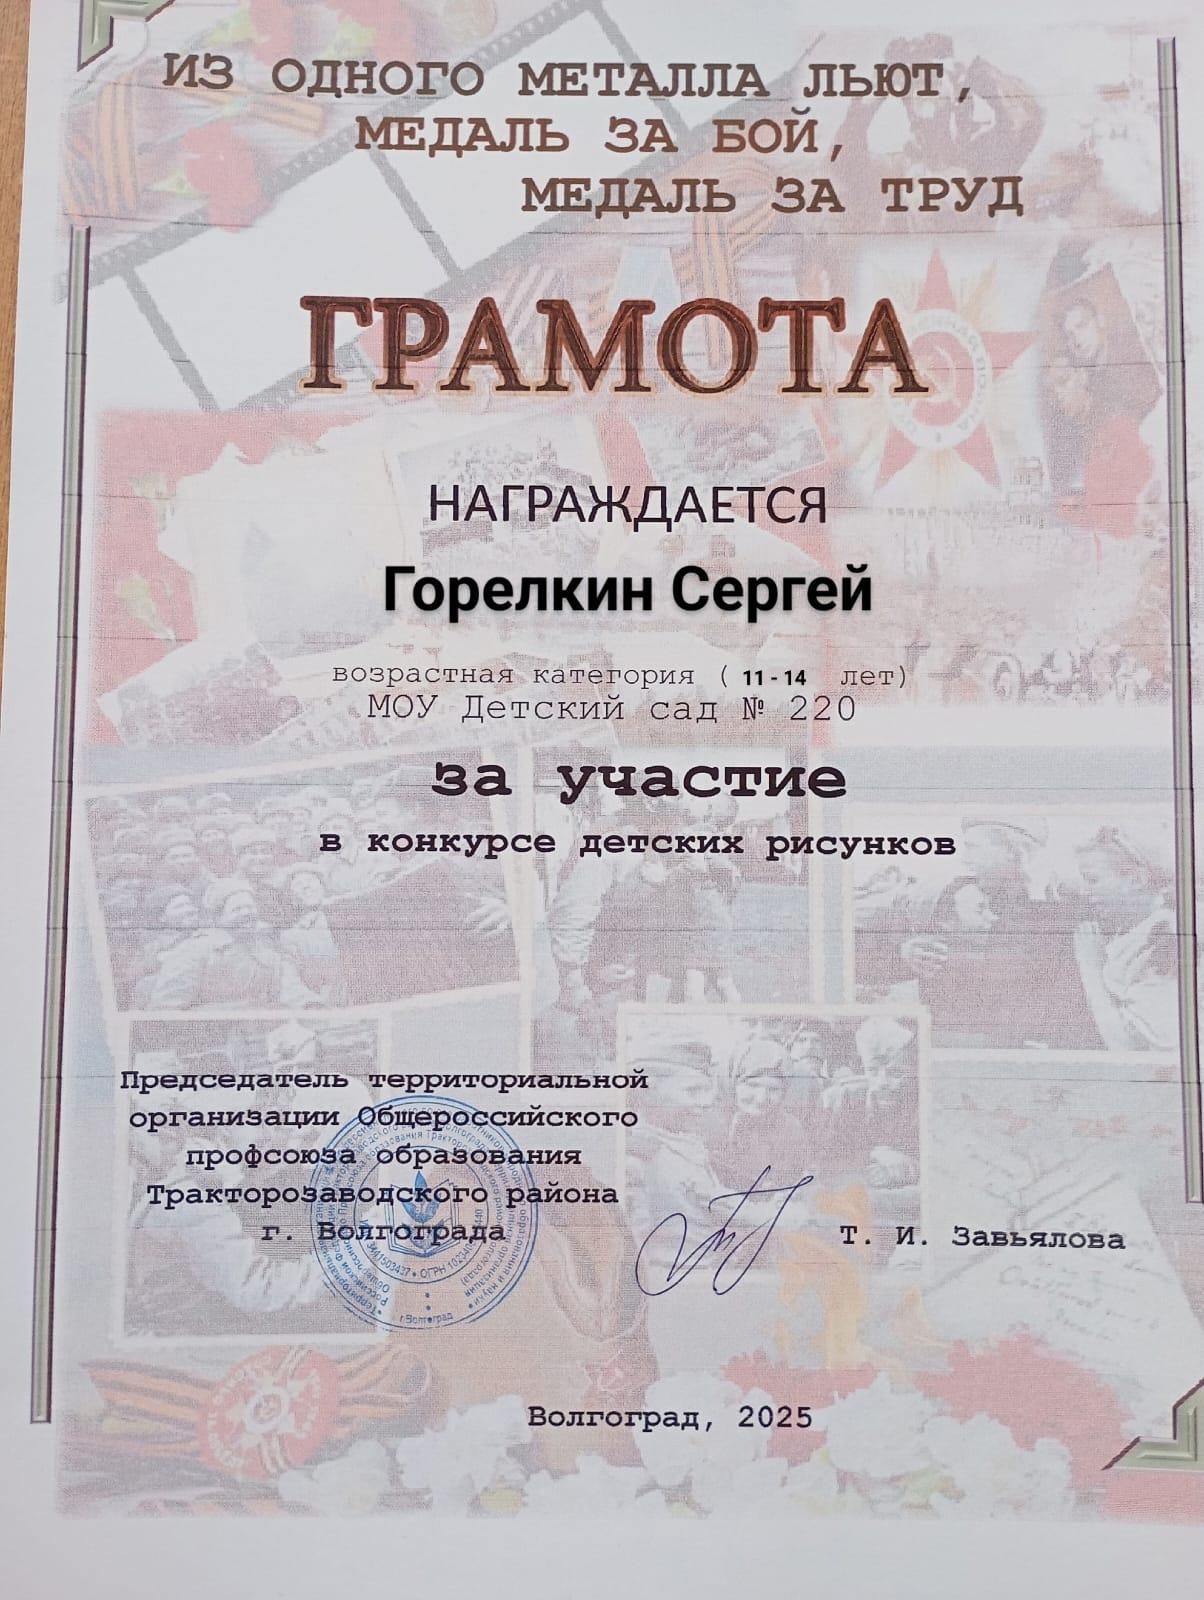 ИЗ ОДНОГО МЕТАЛЛА ЛЬЮТ,
МЕДАЛЬ ЗА БОЙ,
МЕДАЛЬ ЗА ТРУД
ГРАМОТА
НАГРАЖДАЕТСЯ
Горелкин Сергей
возрастная категория ( 11-14 лет)
МОУ Детский сад № 220
за участие
в конкурсе детских рисунков
Председатель территориальной
организации Общероссийского
профсоюза образования
Тракторозаводского района
г. Волгограда
Т. И. Завьялова
г.Волгоград
Волгоград, 2025